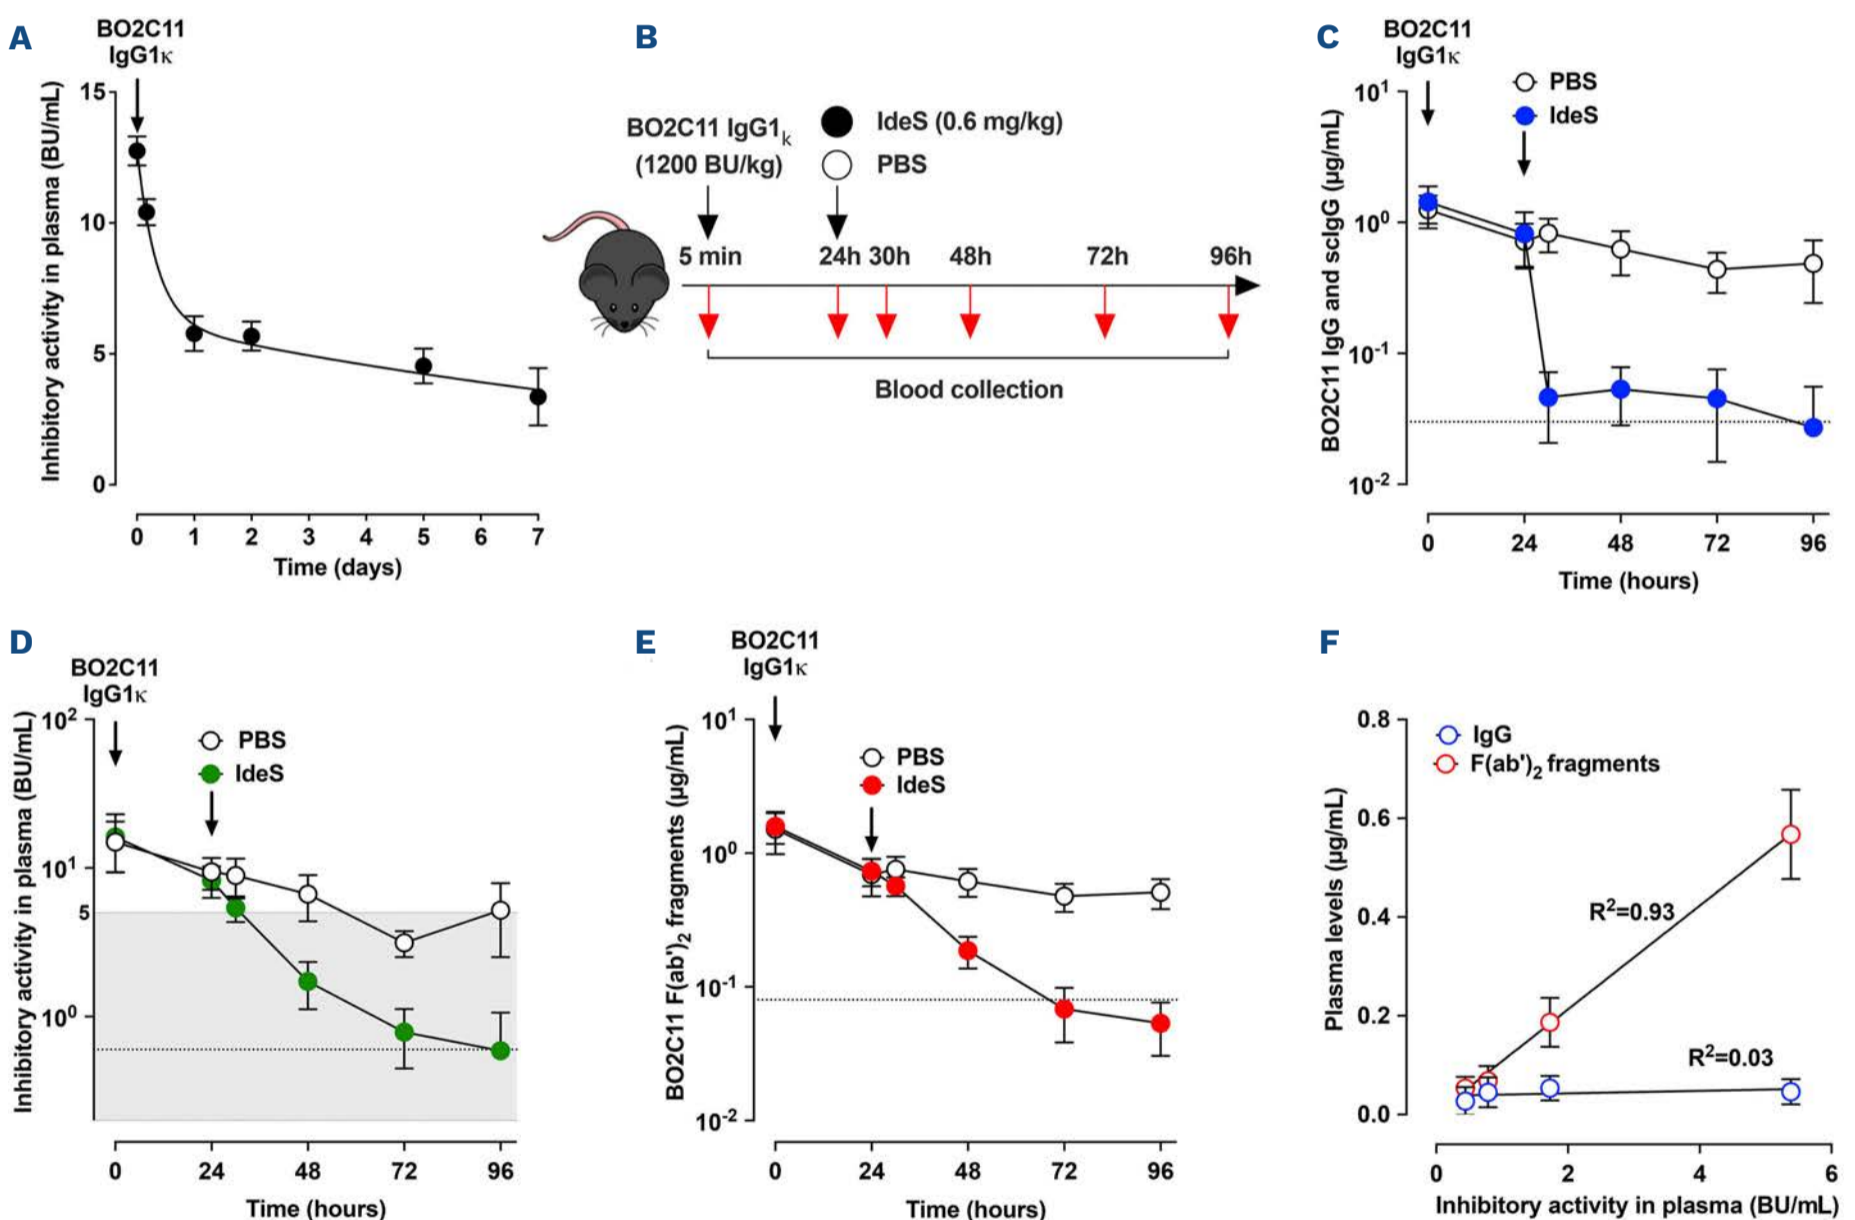 A
BO2C11
IgG1κ
Inhibitory activity in plasma (BU/mL)
15
10
5
0
0 1 2 3 4 5 6 7
Time (days)
B
BO2C11 IgG1k
(1200 BU/kg)
IdeS (0.6 mg/kg)
PBS
5 min 24h 30h 48h 72h 96h
Blood collection
C
BO2C11
IgG1κ
PBS
IdeS
BO2C11 IgG and scIgG (µg/mL)
10¹
10⁰
10⁻¹
10⁻²
0 24 48 72 96
Time (hours)
D
BO2C11
IgG1κ
PBS
IdeS
Inhibitory activity in plasma (BU/mL)
10²
10¹
5
10⁰
0 24 48 72 96
Time (hours)
E
BO2C11
IgG1κ
PBS
IdeS
BO2C11 F(ab')₂ fragments (µg/mL)
10¹
10⁰
10⁻¹
10⁻²
0 24 48 72 96
Time (hours)
F
IgG
F(ab')₂ fragments
Plasma levels (µg/mL)
0.8
0.6
0.4
0.2
0.0
R²=0.93
R²=0.03
0 2 4 6
Inhibitory activity in plasma (BU/mL)